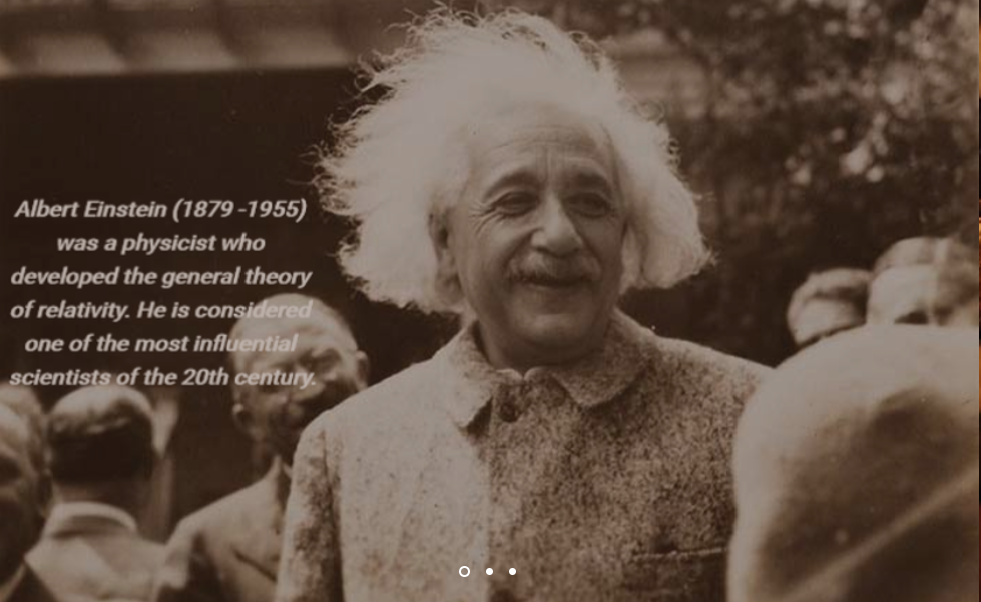 Albert Einstein (1879 -1955)
was a physicist who
developed the general theory
of relativity. He is considered
one of the most influential
scientists of the 20th century.